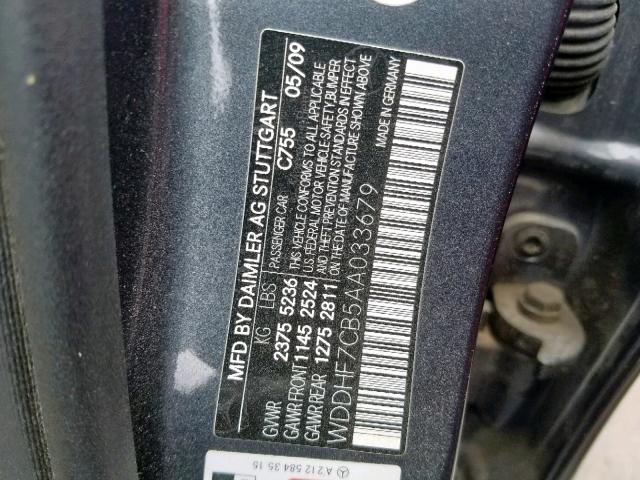 MFD BY DAIMLER AG STUTTGART
KG LBS PASSENGER CAR C755 05/09
GVWR 2375 5236 THIS VEHICLE CONFORMS TO ALL APPLICABLE
GAWR FRONT 1145 2524 U.S. FEDERAL MOTOR VEHICLE SAFETY, BUMPER
GAWR REAR 1275 2811 AND THEFT PREVENTION STANDARDS IN EFFECT
ON THE DATE OF MANUFACTURE SHOWN ABOVE
WDDHF7CB5AA033679 MADE IN GERMANY
A 212 584 35 15